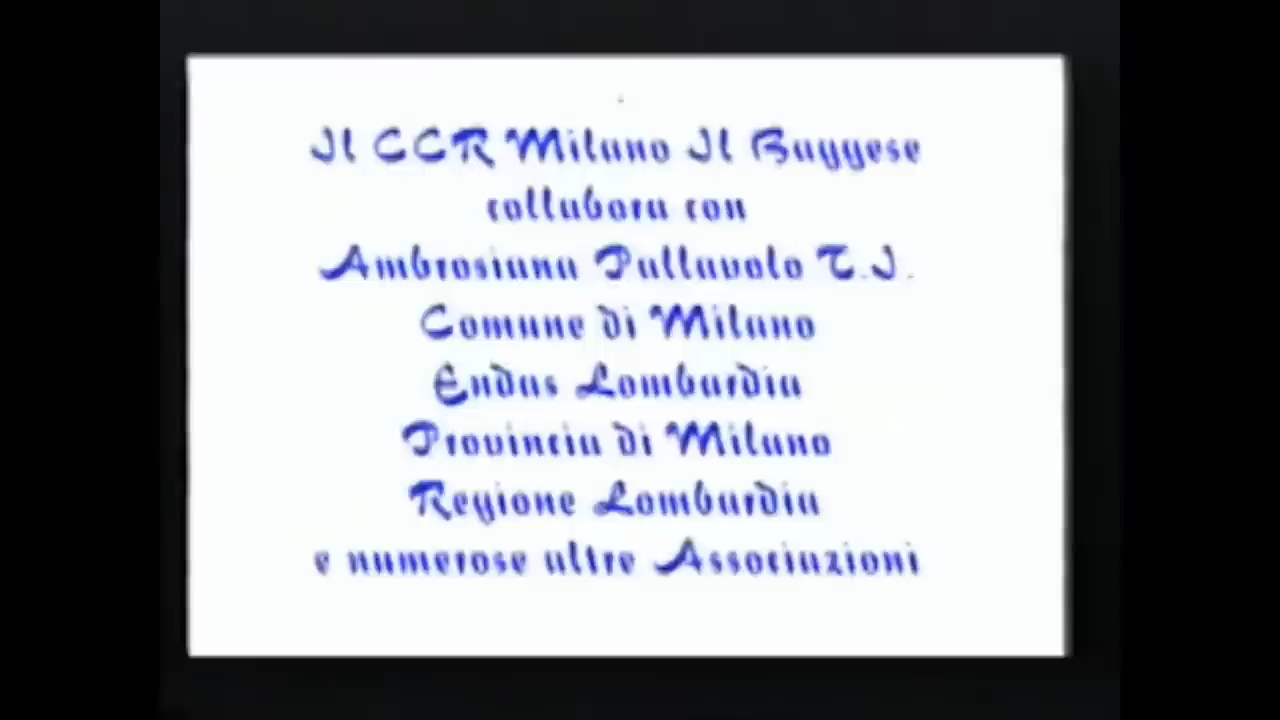 Il CCR Milano Il Baggese
collabora con
Ambrosiana Pallavolo T.I.
Comune di Milano
Endas Lombardia
Provincia di Milano
Regione Lombardia
e numerose altre Associazioni